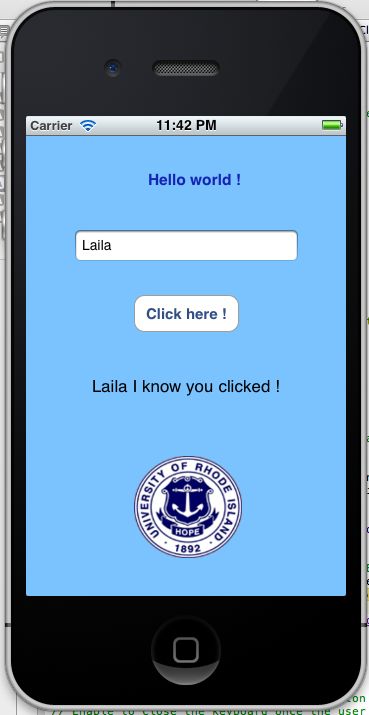 Carrier 11:42 PM
Hello world !
Laila
Click here !
Laila I know you clicked !
UNIVERSITY OF RHODE ISLAND
HOPE
1892
// Enable to close the keyboard once the user